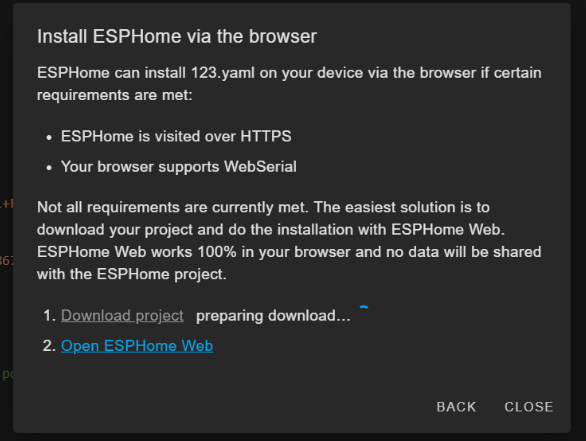 Install ESPHome via the browser
ESPHome can install 123.yaml on your device via the browser if certain
requirements are met:
• ESPHome is visited over HTTPS
• Your browser supports WebSerial
Not all requirements are currently met. The easiest solution is to
download your project and do the installation with ESPHome Web.
ESPHome Web works 100% in your browser and no data will be shared
with the ESPHome project.
1. Download project preparing download...
2. Open ESPHome Web
BACK CLOSE